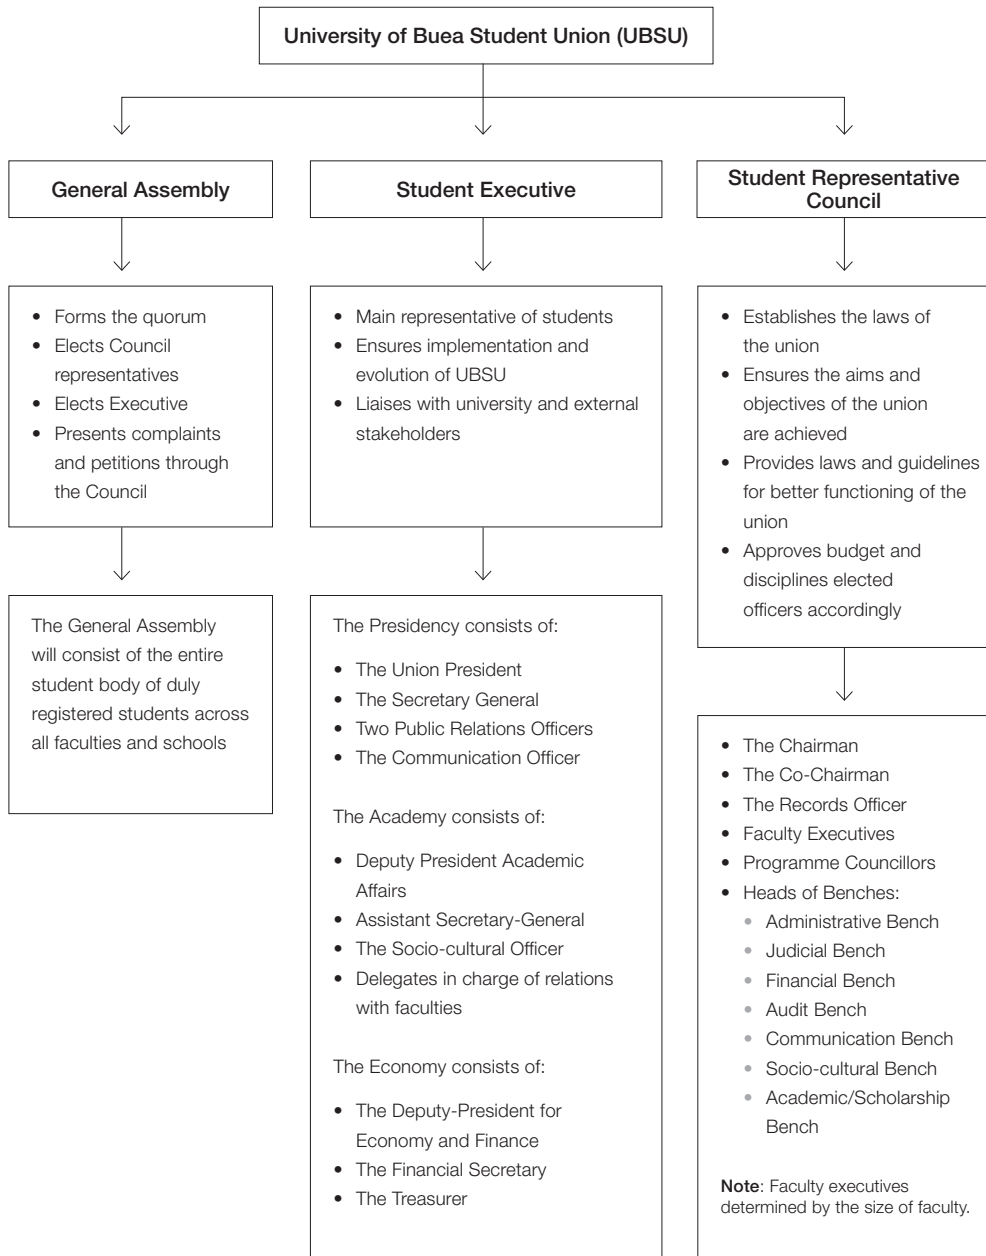 University of Buea Student Union (UBSU)
General Assembly
• Forms the quorum
• Elects Council
representatives
• Elects Executive
• Presents complaints
and petitions through
the Council
The General Assembly
will consist of the entire
student body of duly
registered students across
all faculties and schools
Student Executive
• Main representative of students
• Ensures implementation and
evolution of UBSU
• Liaises with university and external
stakeholders
The Presidency consists of:
• The Union President
• The Secretary General
• Two Public Relations Officers
• The Communication Officer
The Academy consists of:
• Deputy President Academic
Affairs
• Assistant Secretary-General
• The Socio-cultural Officer
• Delegates in charge of relations
with faculties
The Economy consists of:
• The Deputy-President for
Economy and Finance
• The Financial Secretary
• The Treasurer
Student Representative
Council
• Establishes the laws of
the union
• Ensures the aims and
objectives of the union
are achieved
• Provides laws and guidelines
for better functioning of the
union
• Approves budget and
disciplines elected
officers accordingly
• The Chairman
• The Co-Chairman
• The Records Officer
• Faculty Executives
• Programme Councillors
• Heads of Benches:
• Administrative Bench
• Judicial Bench
• Financial Bench
• Audit Bench
• Communication Bench
• Socio-cultural Bench
• Academic/Scholarship
Bench
Note: Faculty executives
determined by the size of faculty.